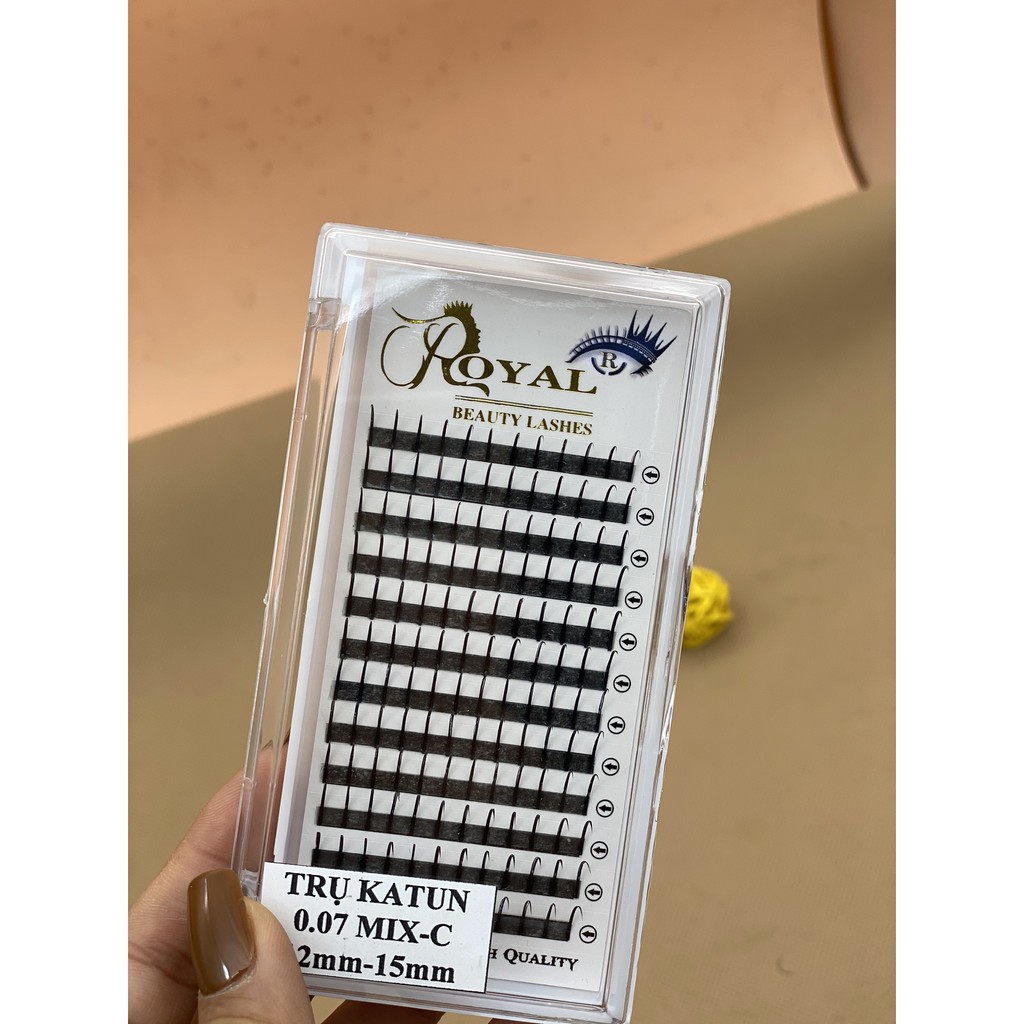 ROYAL
R
BEAUTY LASHES
TRỤ KATUN
0.07 MIX-C
2mm-15mm
QUALITY